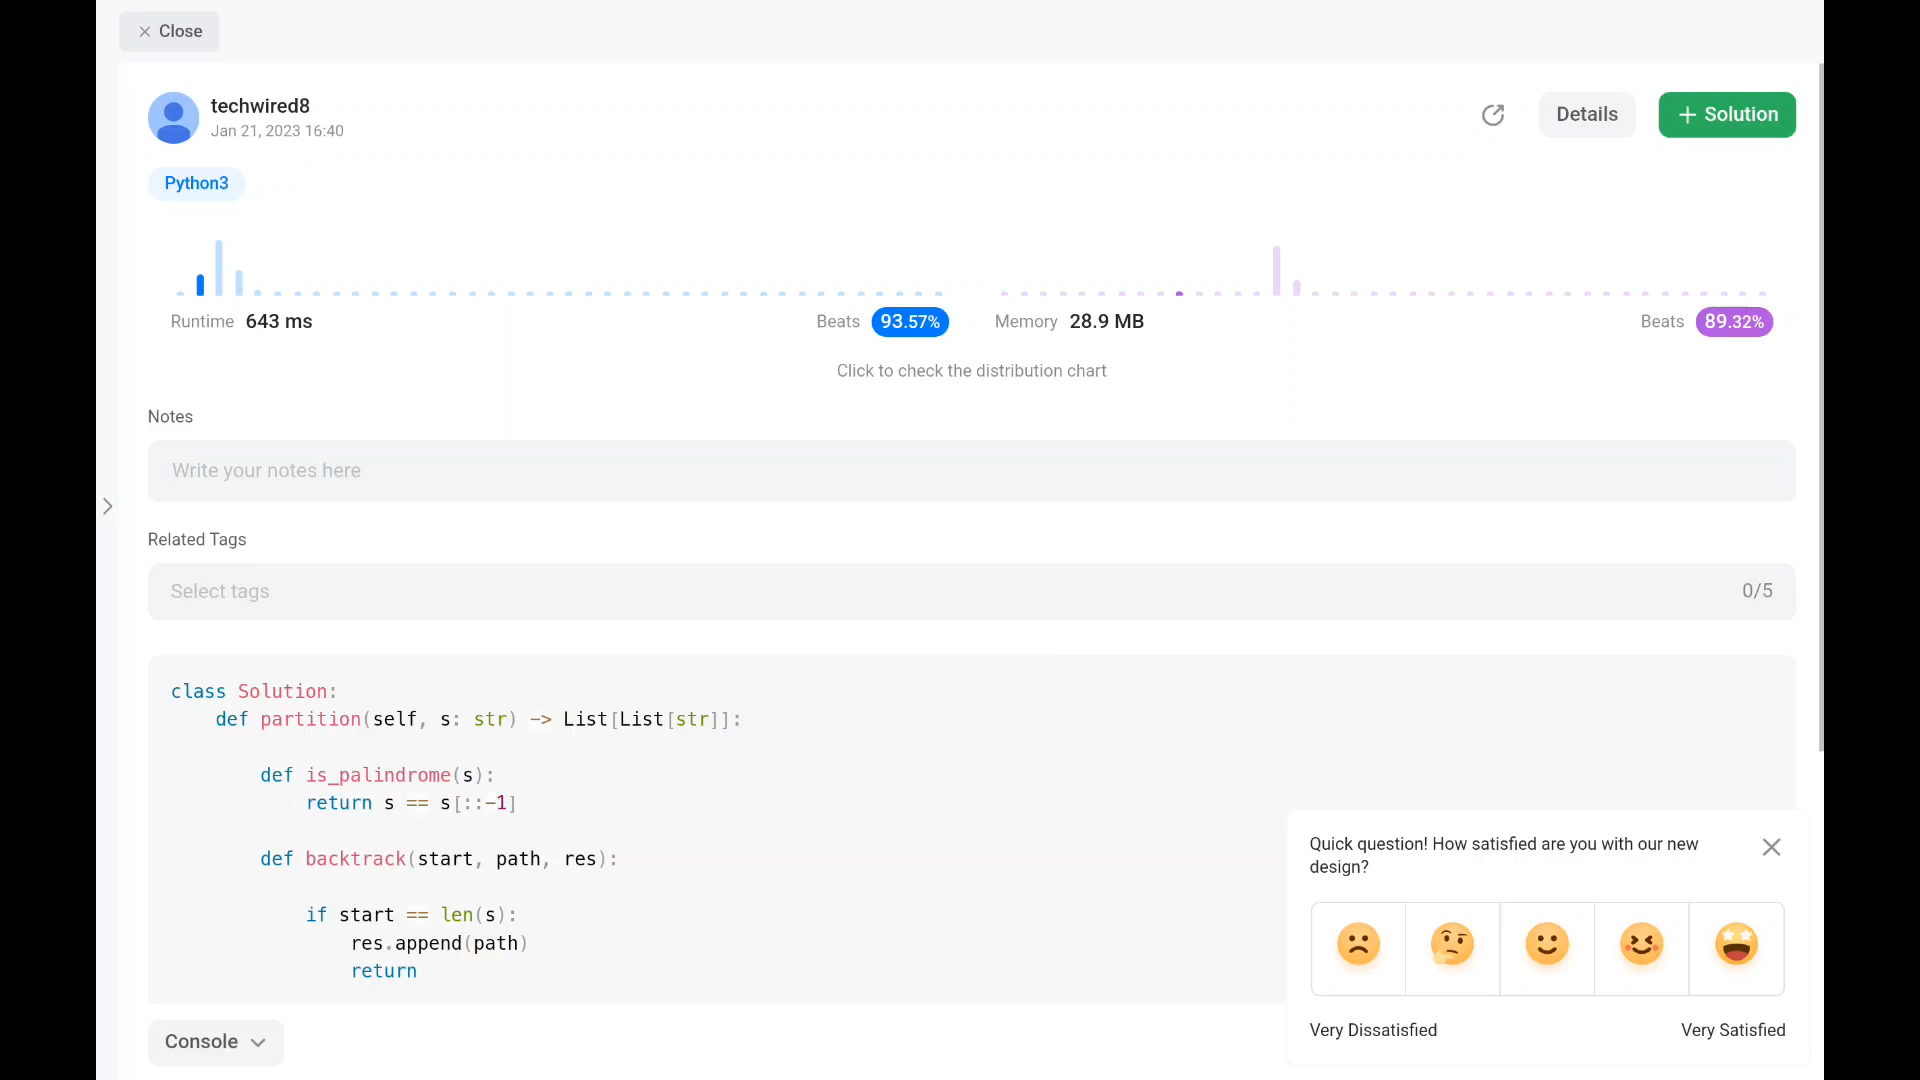 Close
techwired8
Jan 21, 2023 16:40
Details
+ Solution
Python3
Runtime 643 ms
Beats 93.57%
Memory 28.9 MB
Beats 89.32%
Click to check the distribution chart
Notes
Write your notes here
Related Tags
Select tags
0/5
class Solution:
    def partition(self, s: str) -> List[List[str]]:
        def is_palindrome(s):
            return s == s[::-1]
        def backtrack(start, path, res):
            if start == len(s):
                res.append(path)
                return
Console
Quick question! How satisfied are you with our new
design?
Very Dissatisfied
Very Satisfied